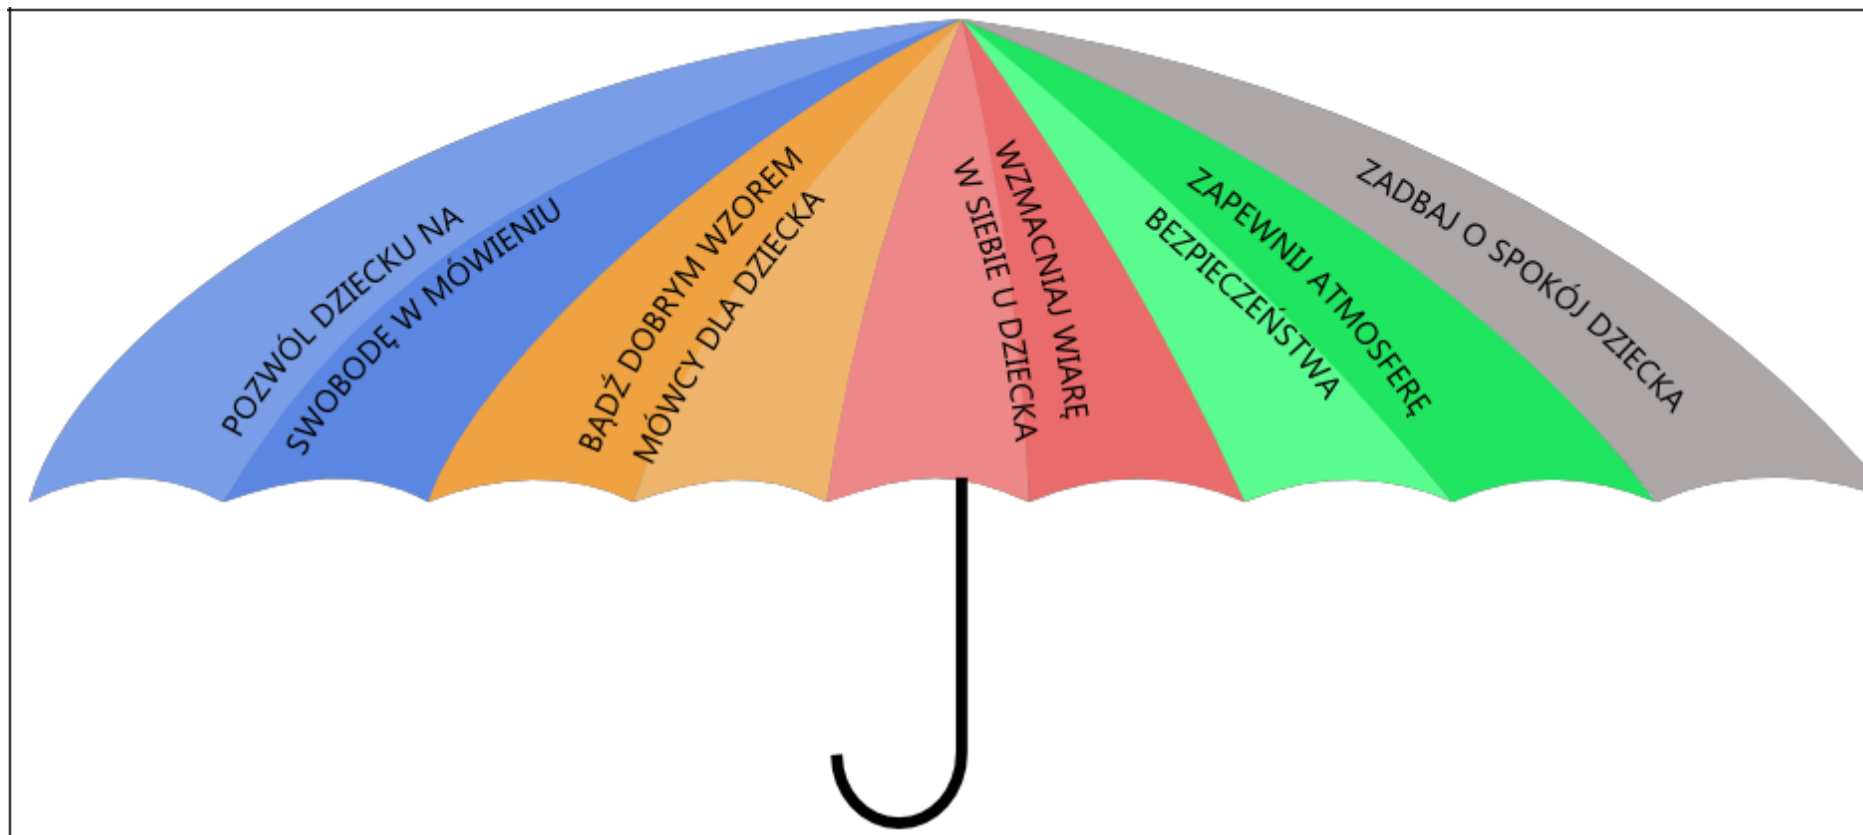 POZWÓL DZIECKU NA
SWOBODĘ W MÓWIENIU
BĄDŹ DOBRYM WZOREM
MÓWCY DLA DZIECKA
WZMACNIAJ WIARĘ
W SIEBIE U DZIECKA
ZAPEWNIJ ATMOSFERĘ
BEZPIECZEŃSTWA
ZADBAJ O SPOKÓJ DZIECKA